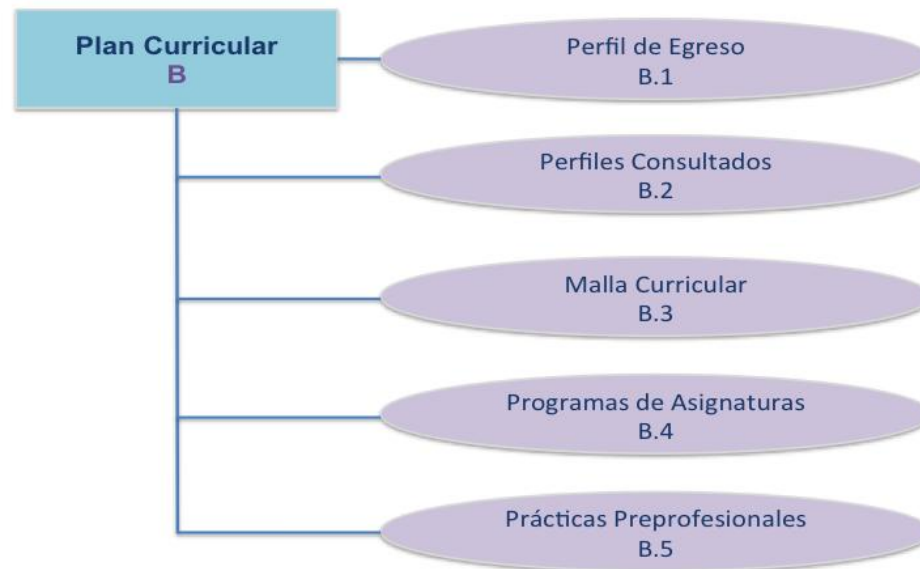 Plan Curricular
B
Perfil de Egreso
B.1
Perfiles Consultados
B.2
Malla Curricular
B.3
Programas de Asignaturas
B.4
Prácticas Preprofesionales
B.5